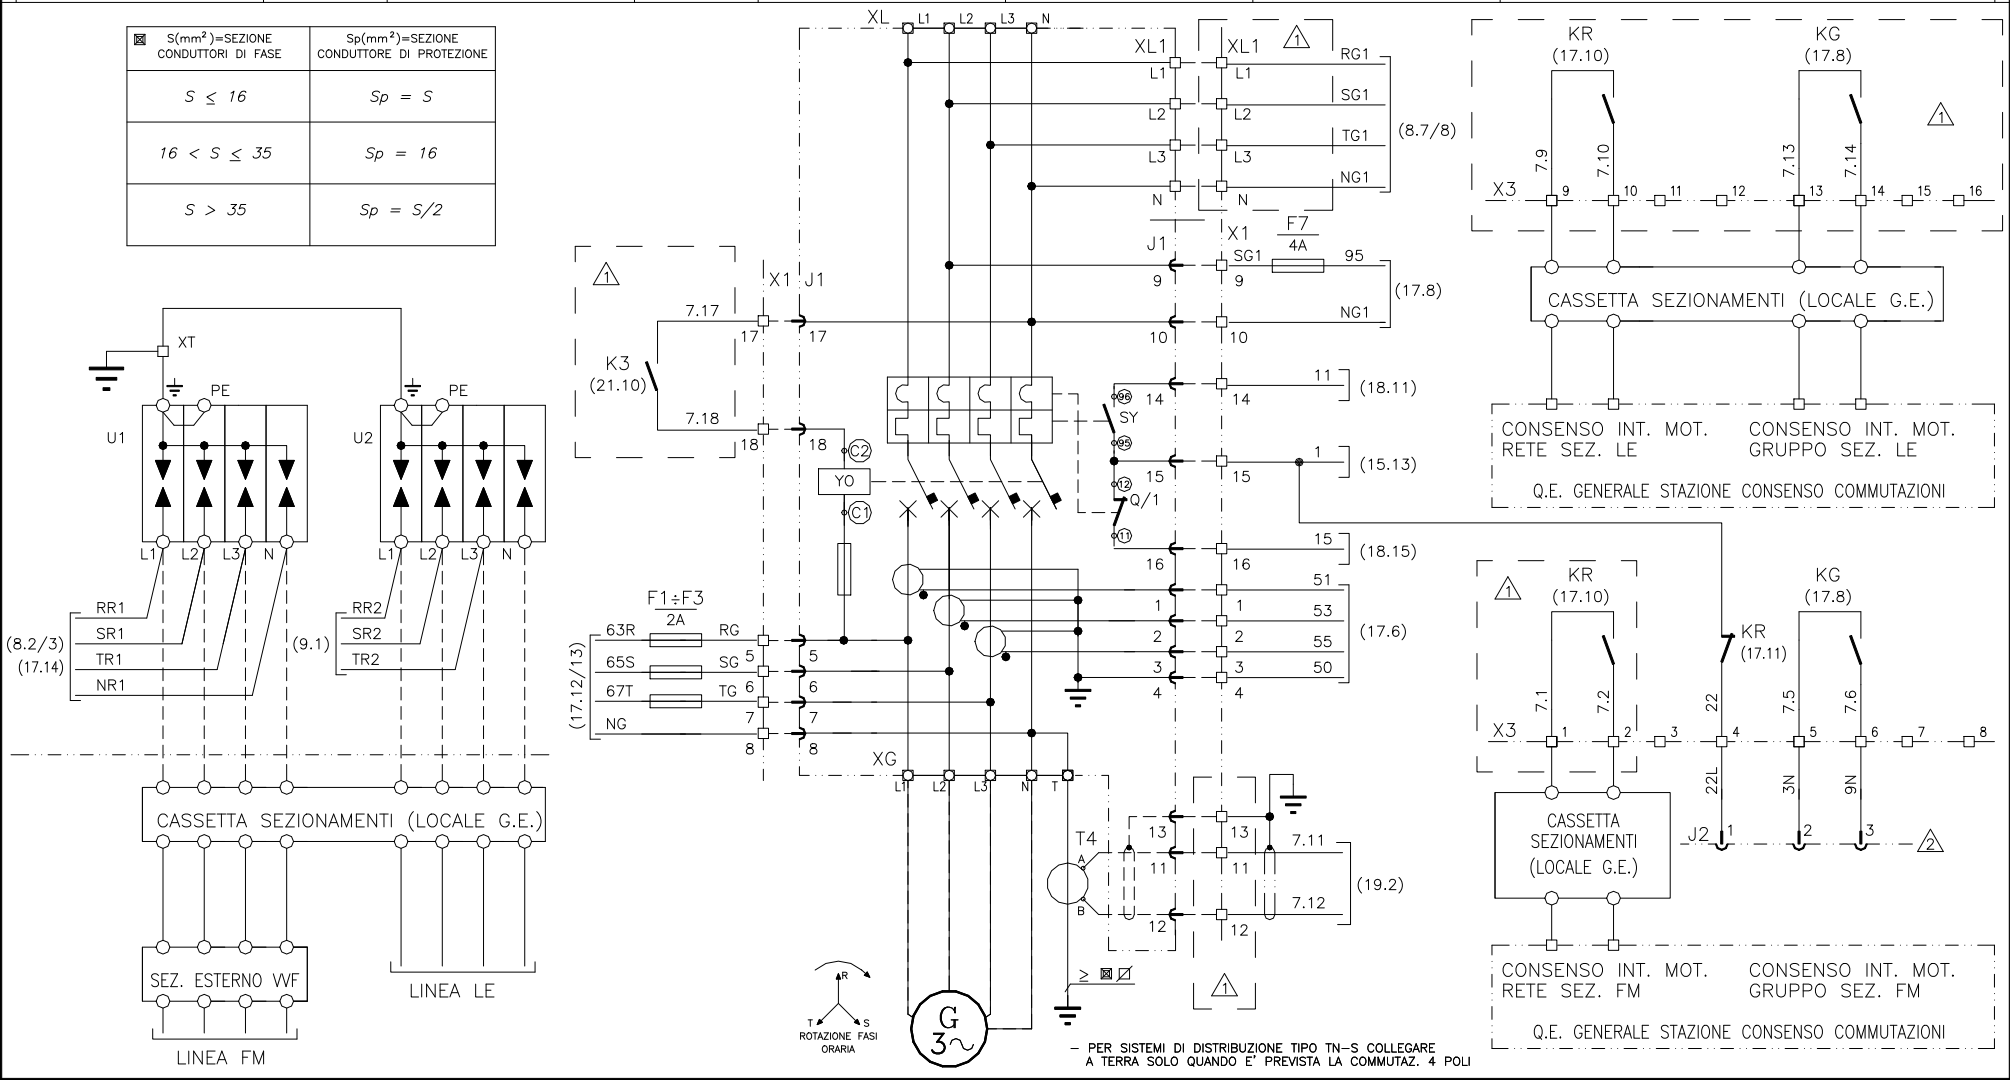 S(mm²)=SEZIONE
CONDUTTORI DI FASE
Sp(mm²)=SEZIONE
CONDUTTORE DI PROTEZIONE
S ≤ 16
Sp = S
16 < S ≤ 35
Sp = 16
S > 35
Sp = S/2
XT
PE
PE
U1
U2
L1 L2 L3 N
L1 L2 L3 N
RR1
SR1
TR1
NR1
(8.2/3)
(17.14)
RR2
SR2
TR2
(9.1)
CASSETTA SEZIONAMENTI (LOCALE G.E.)
SEZ. ESTERNO VVF
LINEA FM
LINEA LE
1
K3
(21.10)
7.17
7.18
X1 J1
17 17
18 18
C2
YO
C1
F1÷F3
2A
(17.12/13)
63R RG 5 5
65S SG 6 6
67T TG 7 7
NG 8 8
XL L1 L2 L3 N
XG
L1 L2 L3 N T
G
3~
R
T S
ROTAZIONE FASI
ORARIA
T4
A
B
≥
XL1 XL1
1
L1 L1 RG1
L2 L2 SG1
L3 L3 TG1
N N NG1
(8.7/8)
J1 X1
F7
4A
SG1 95
9 9
NG1
10 10
(17.8)
96
SY
95
12
Q/1
11
14 14 11 (18.11)
15 15 1 (15.13)
16 16 15 (18.15)
1 1 51
2 2 53
3 3 55
4 4 50
(17.6)
13 13
11 11 7.11
12 12 7.12
(19.2)
1
- PER SISTEMI DI DISTRIBUZIONE TIPO TN-S COLLEGARE
A TERRA SOLO QUANDO E' PREVISTA LA COMMUTAZ. 4 POLI
KR
(17.10)
KG
(17.8)
1
7.9 7.10 7.13 7.14
X3 9 10 11 12 13 14 15 16
CASSETTA SEZIONAMENTI (LOCALE G.E.)
CONSENSO INT. MOT.
RETE SEZ. LE
CONSENSO INT. MOT.
GRUPPO SEZ. LE
Q.E. GENERALE STAZIONE CONSENSO COMMUTAZIONI
1
KR
(17.10)
KG
(17.8)
KR
(17.11)
7.1 7.2 22 7.5 7.6
X3 1 2 3 4 5 6 7 8
22L 3N 9N
CASSETTA
SEZIONAMENTI
(LOCALE G.E.)
J2 1 2 3
2
CONSENSO INT. MOT.
RETE SEZ. FM
CONSENSO INT. MOT.
GRUPPO SEZ. FM
Q.E. GENERALE STAZIONE CONSENSO COMMUTAZIONI